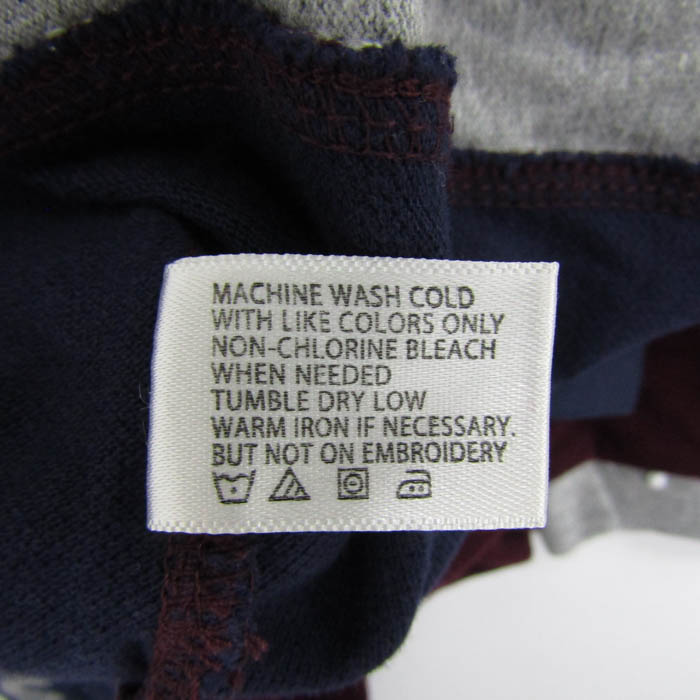 MACHINE WASH COLD
WITH LIKE COLORS ONLY
NON-CHLORINE BLEACH
WHEN NEEDED
TUMBLE DRY LOW
WARM IRON IF NECESSARY.
BUT NOT ON EMBROIDERY